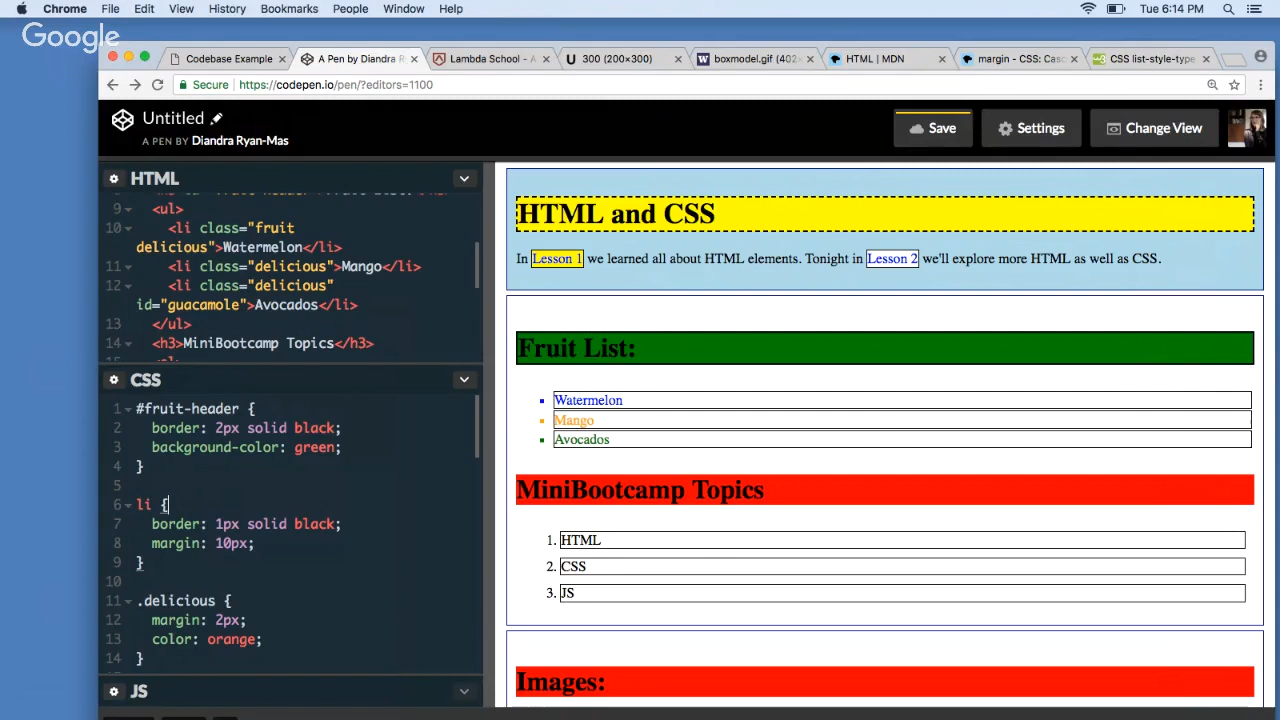 Chrome File Edit View History Bookmarks People Window Help Tue 6:14 PM
Google
Codebase Example × A Pen by Diandra R × Lambda School - A × U 300 (200×300) × W boxmodel.gif (402× × HTML | MDN × margin - CSS: Casc × CSS list-style-type ×
Secure https://codepen.io/pen/?editors=1100
Untitled
A PEN BY Diandra Ryan-Mas
Save Settings Change View
HTML
9 <ul>
10 <li class="fruit
delicious">Watermelon</li>
11 <li class="delicious">Mango</li>
12 <li class="delicious"
id="guacamole">Avocados</li>
13 </ul>
14 <h3>MiniBootcamp Topics</h3>
CSS
1 #fruit-header {
2 border: 2px solid black;
3 background-color: green;
4 }
5
6 li {
7 border: 1px solid black;
8 margin: 10px;
9 }
10
11 .delicious {
12 margin: 2px;
13 color: orange;
14 }
JS
HTML and CSS
In Lesson 1 we learned all about HTML elements. Tonight in Lesson 2 we'll explore more HTML as well as CSS.
Fruit List:
Watermelon
Mango
Avocados
MiniBootcamp Topics
1. HTML
2. CSS
3. JS
Images: